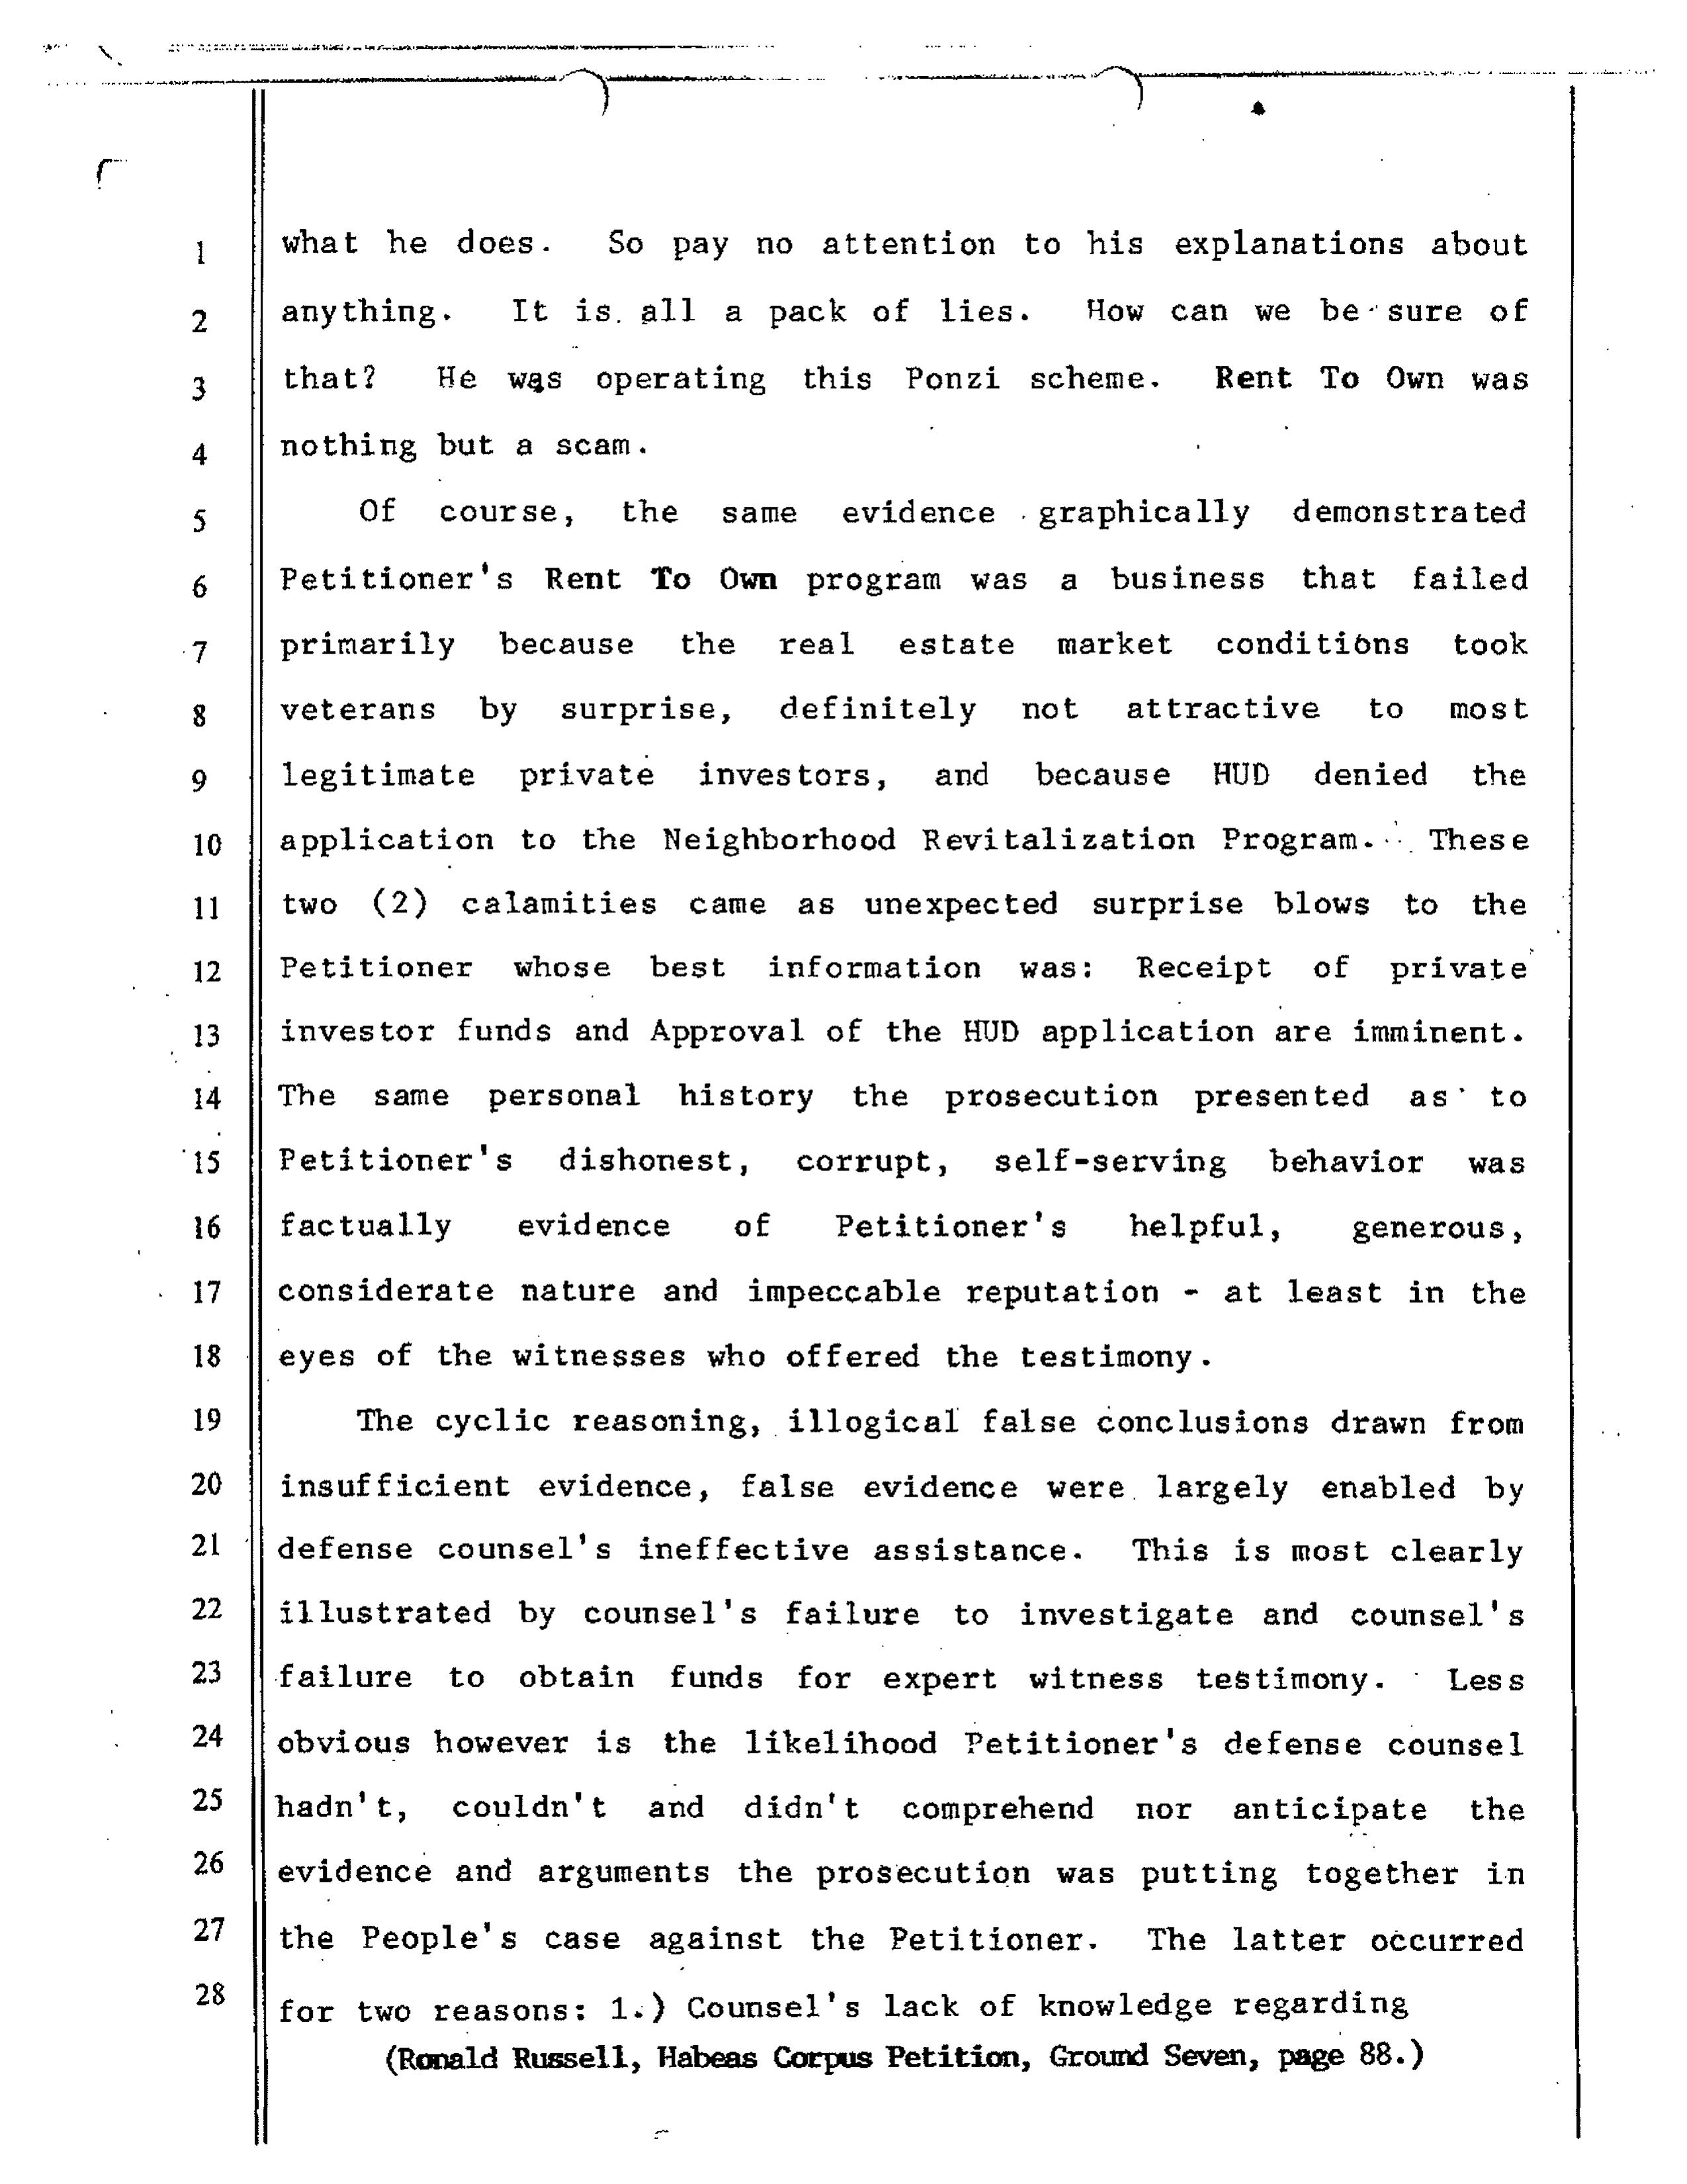 1 what he does. So pay no attention to his explanations about
2 anything. It is all a pack of lies. How can we be sure of
3 that? He was operating this Ponzi scheme. Rent To Own was
4 nothing but a scam.
5 Of course, the same evidence graphically demonstrated
6 Petitioner's Rent To Own program was a business that failed
7 primarily because the real estate market conditions took
8 veterans by surprise, definitely not attractive to most
9 legitimate private investors, and because HUD denied the
10 application to the Neighborhood Revitalization Program. These
11 two (2) calamities came as unexpected surprise blows to the
12 Petitioner whose best information was: Receipt of private
13 investor funds and Approval of the HUD application are imminent.
14 The same personal history the prosecution presented as to
15 Petitioner's dishonest, corrupt, self-serving behavior was
16 factually evidence of Petitioner's helpful, generous,
17 considerate nature and impeccable reputation - at least in the
18 eyes of the witnesses who offered the testimony.
19 The cyclic reasoning, illogical false conclusions drawn from
20 insufficient evidence, false evidence were largely enabled by
21 defense counsel's ineffective assistance. This is most clearly
22 illustrated by counsel's failure to investigate and counsel's
23 failure to obtain funds for expert witness testimony. Less
24 obvious however is the likelihood Petitioner's defense counsel
25 hadn't, couldn't and didn't comprehend nor anticipate the
26 evidence and arguments the prosecution was putting together in
27 the People's case against the Petitioner. The latter occurred
28 for two reasons: 1.) Counsel's lack of knowledge regarding
(Ronald Russell, Habeas Corpus Petition, Ground Seven, page 88.)